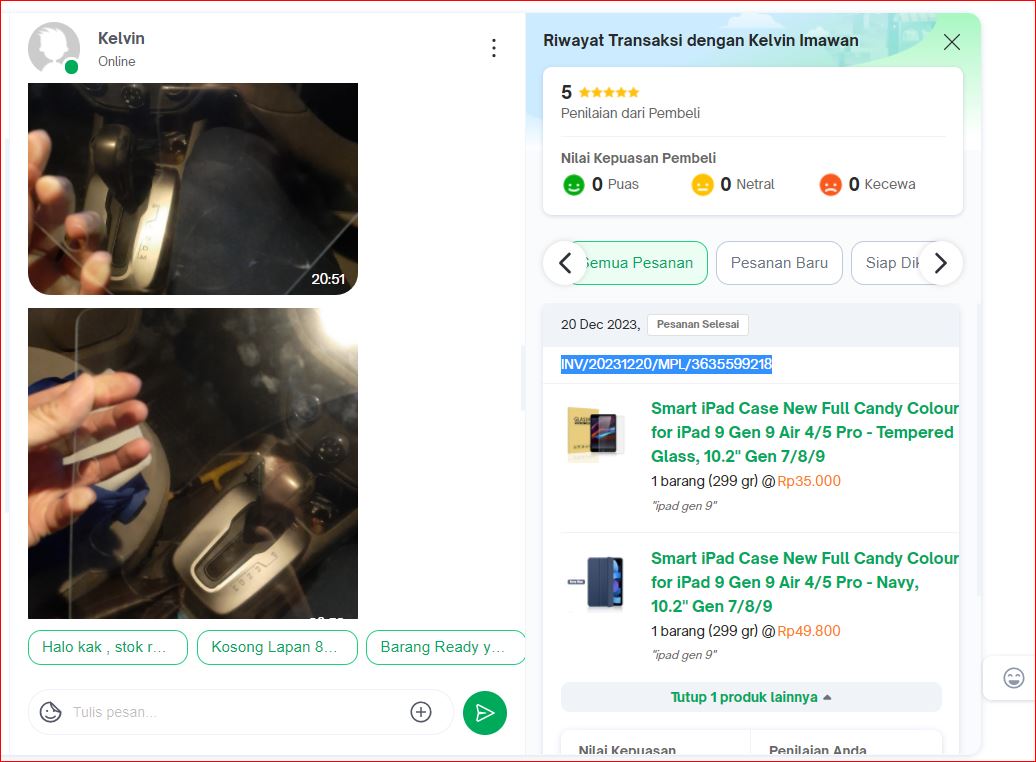 Kelvin
Online
20:51
Halo kak , stok r...
Kosong Lapan 8...
Barang Ready y...
Tulis pesan...
Riwayat Transaksi dengan Kelvin Imawan
5
Penilaian dari Pembeli
Nilai Kepuasan Pembeli
0 Puas
0 Netral
0 Kecewa
Semua Pesanan
Pesanan Baru
Siap Dik
20 Dec 2023,
Pesanan Selesai
INV/20231220/MPL/3635599218
Smart iPad Case New Full Candy Colour
for iPad 9 Gen 9 Air 4/5 Pro - Tempered
Glass, 10.2" Gen 7/8/9
1 barang (299 gr) @Rp35.000
"ipad gen 9"
Smart iPad Case New Full Candy Colour
for iPad 9 Gen 9 Air 4/5 Pro - Navy,
10.2" Gen 7/8/9
1 barang (299 gr) @Rp49.800
"ipad gen 9"
Tutup 1 produk lainnya
Nilai Kepuasan
Penilaian Anda